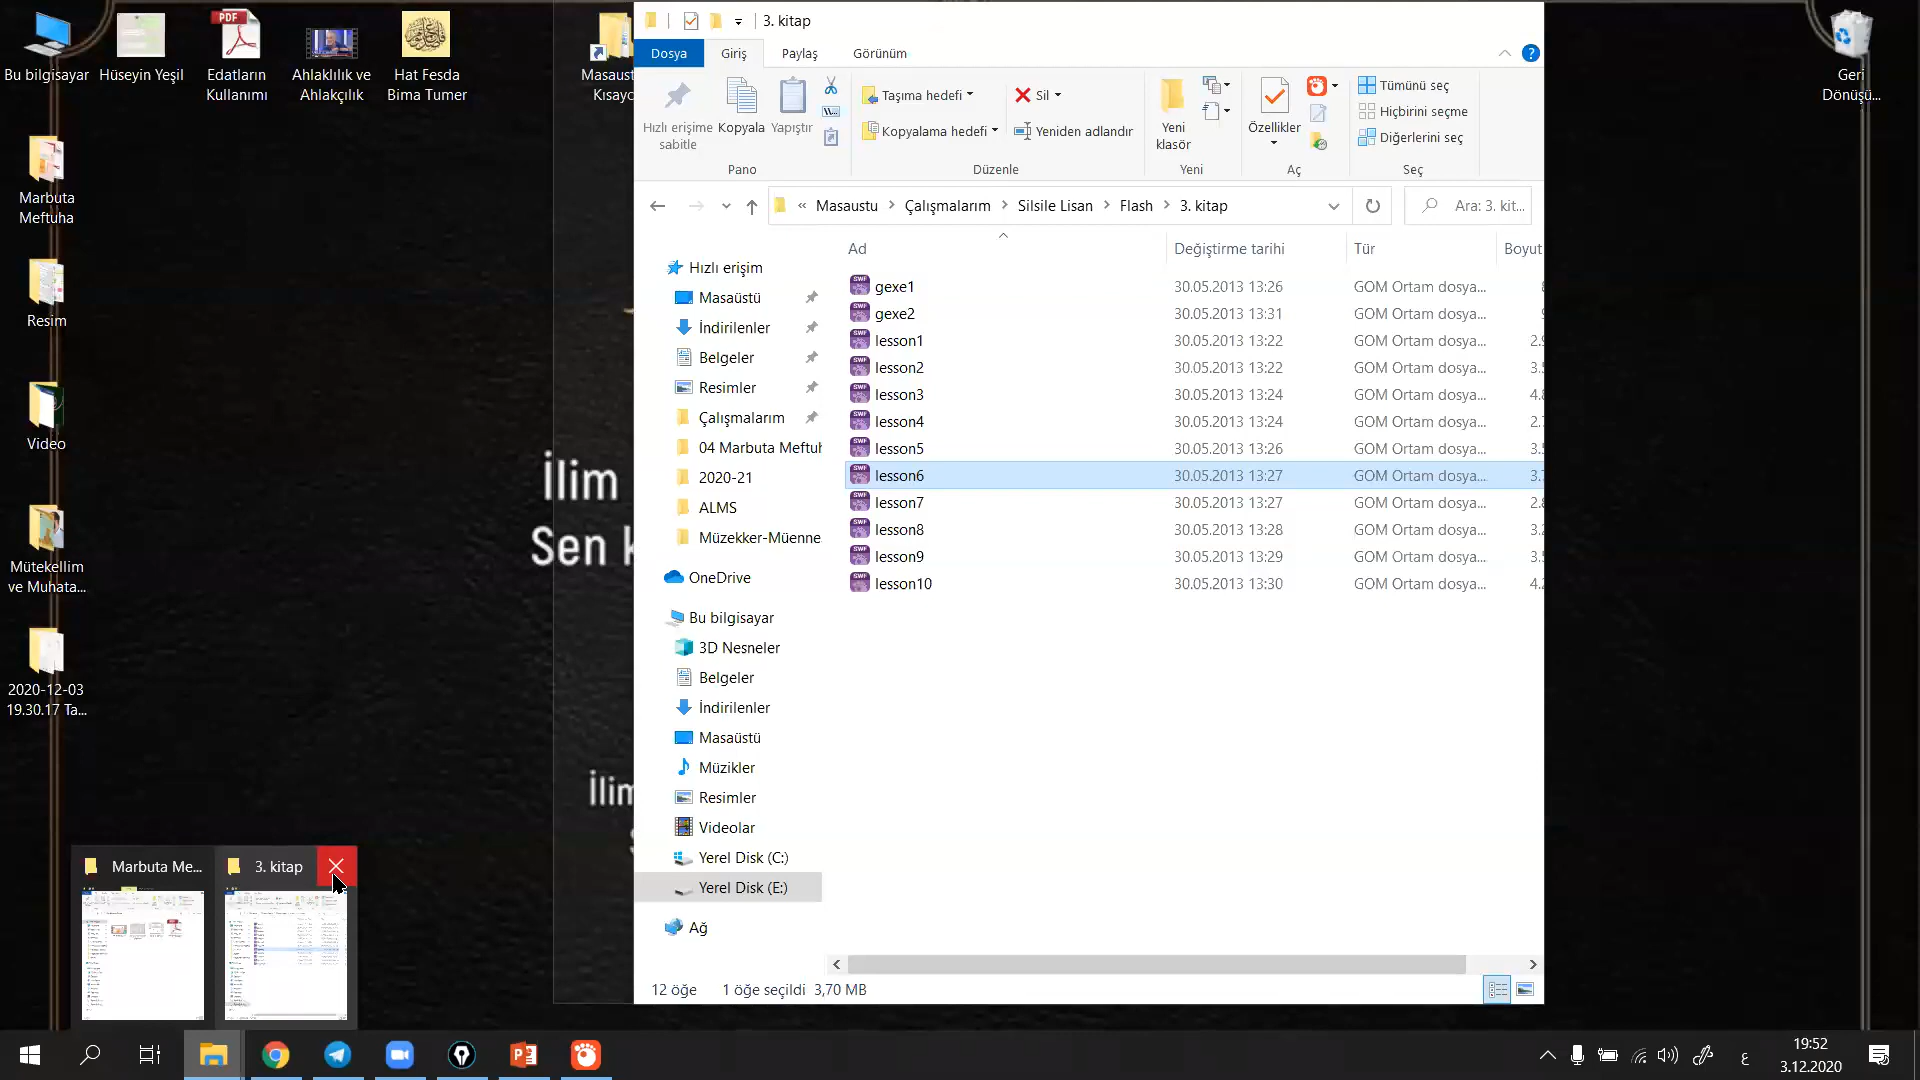 Bu bilgisayar
Hüseyin Yeşil
Edatların
Kullanımı
Ahlaklılık ve
Ahlakçılık
Hat Fesda
Bima Tumer
Marbuta
Meftuha
Resim
Video
Mütekellim
ve Muhata...
2020-12-03
19.30.17 Ta...
Masaust
Kısayo
İlim
Sen k
İlim
Geri
Dönüşü...
3. kitap
Dosya
Giriş
Paylaş
Görünüm
Hızlı erişime
sabitle
Kopyala
Yapıştır
Pano
Taşıma hedefi
Kopyalama hedefi
Sil
Yeniden adlandır
Düzenle
Yeni
klasör
Yeni
Özellikler
Aç
Tümünü seç
Hiçbirini seçme
Diğerlerini seç
Seç
« Masaustu > Çalışmalarım > Silsile Lisan > Flash > 3. kitap
Ara: 3. kit...
Ad Değiştirme tarihi Tür Boyut
gexe1 30.05.2013 13:26 GOM Ortam dosya...
gexe2 30.05.2013 13:31 GOM Ortam dosya...
lesson1 30.05.2013 13:22 GOM Ortam dosya... 2.
lesson2 30.05.2013 13:22 GOM Ortam dosya... 3.
lesson3 30.05.2013 13:24 GOM Ortam dosya... 4.
lesson4 30.05.2013 13:24 GOM Ortam dosya... 2.
lesson5 30.05.2013 13:26 GOM Ortam dosya... 3.
lesson6 30.05.2013 13:27 GOM Ortam dosya... 3.
lesson7 30.05.2013 13:27 GOM Ortam dosya... 2.
lesson8 30.05.2013 13:28 GOM Ortam dosya... 3.
lesson9 30.05.2013 13:29 GOM Ortam dosya... 3.
lesson10 30.05.2013 13:30 GOM Ortam dosya... 4.
Hızlı erişim
Masaüstü
İndirilenler
Belgeler
Resimler
Çalışmalarım
04 Marbuta Meftuh
2020-21
ALMS
Müzekker-Müenne
OneDrive
Bu bilgisayar
3D Nesneler
Belgeler
İndirilenler
Masaüstü
Müzikler
Resimler
Videolar
Yerel Disk (C:)
Yerel Disk (E:)
Ağ
12 öğe 1 öğe seçildi 3,70 MB
Marbuta Me...
3. kitap
ع
19:52
3.12.2020